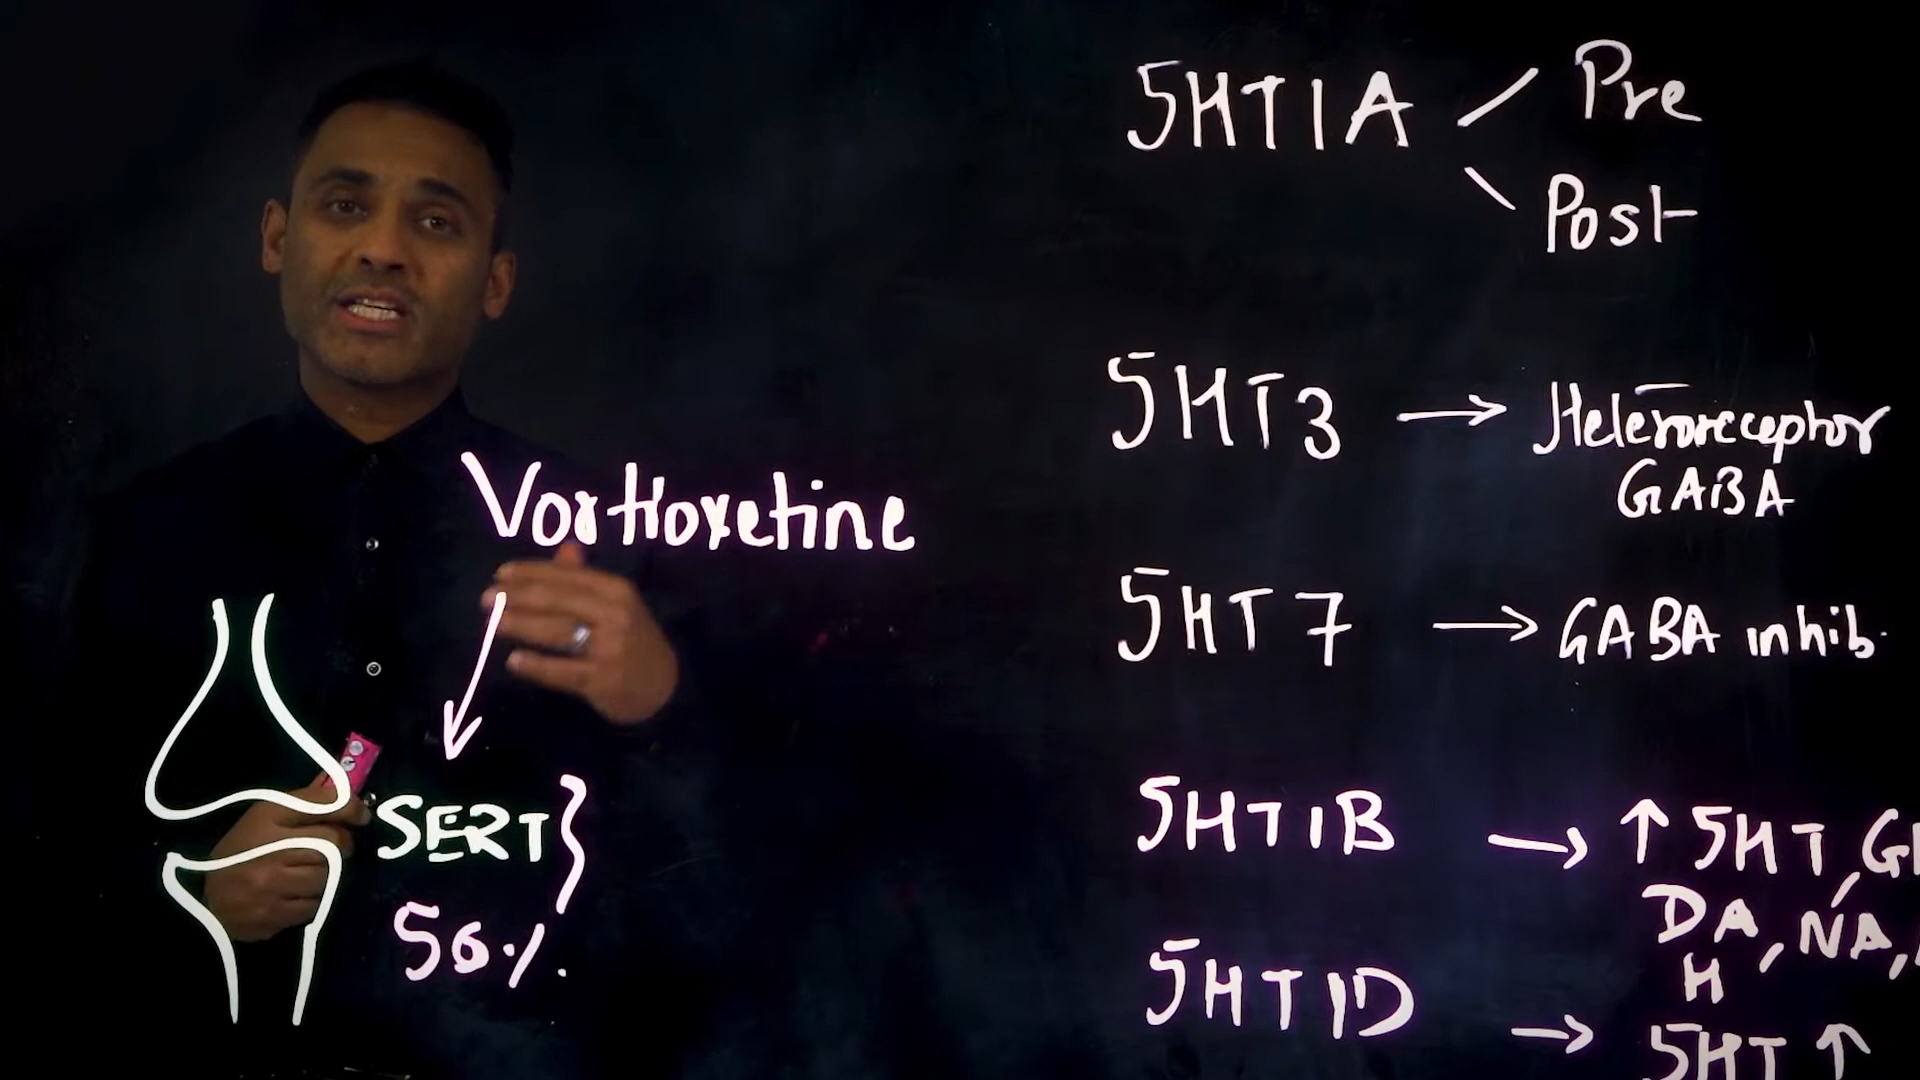 5HT1A / Pre
\ Post
5HT3 → Heteroreceptor
GABA
5HT7 → GABA inhib.
Vortioxetine
↓
SERT }
50%.
5HT1B → ↑ 5HT,
DA, NA,
H
5HT1D → 5HT ↑